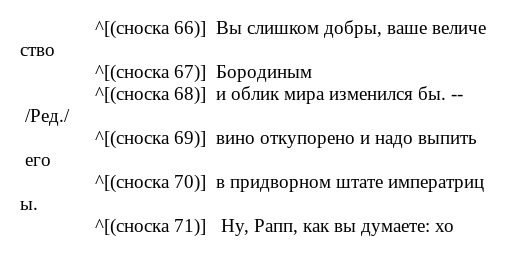 ^[(сноска 66)] Вы слишком добры, ваше величе
ство
^[(сноска 67)] Бородиным
^[(сноска 68)] и облик мира изменился бы. --
/Ред./
^[(сноска 69)] вино откупорено и надо выпить
его
^[(сноска 70)] в придворном штате императриц
ы.
^[(сноска 71)] Ну, Рапп, как вы думаете: хо